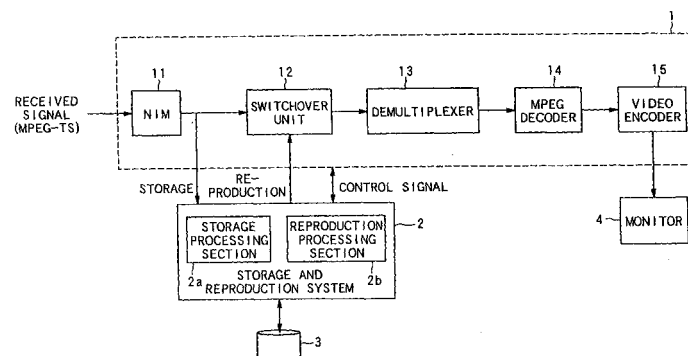 1
11
12
13
14
15
RECEIVED
SIGNAL
(MPEG-TS)
NIM
SWITCHOVER
UNIT
DEMULTIPLEXER
MPEG
DECODER
VIDEO
ENCODER
STORAGE
RE-
PRODUCTION
CONTROL SIGNAL
2
STORAGE
PROCESSING
SECTION
REPRODUCTION
PROCESSING
SECTION
2a
2b
STORAGE AND
REPRODUCTION SYSTEM
4
MONITOR
3